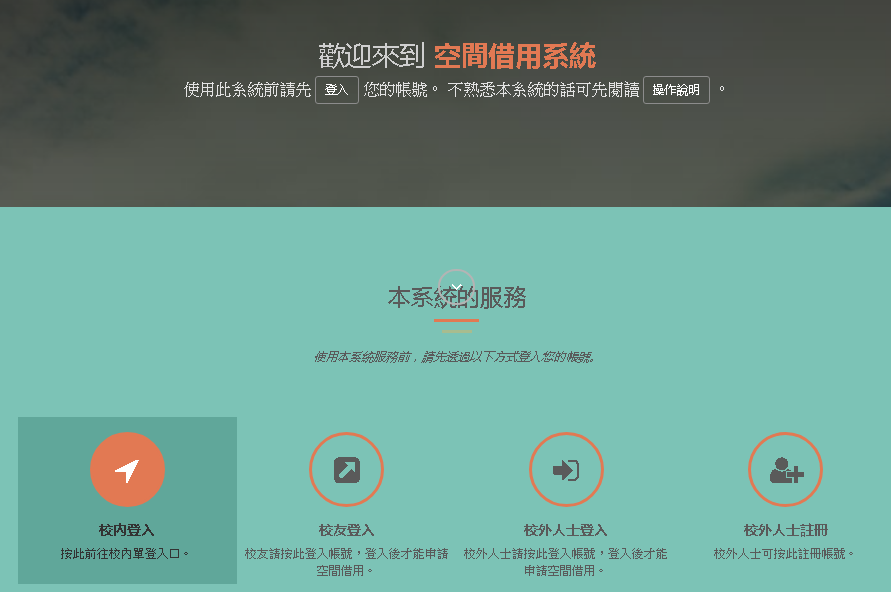 歡迎來到 空間借用系統
使用此系統前請先 登入 您的帳號。 不熟悉本系統的話可先閱讀 操作說明 。
本系統的服務
使用本系統服務前，請先透過以下方式登入您的帳號。
校內登入
按此前往校內單登入口。
校友登入
校友請按此登入帳號，登入後才能申請
空間借用。
校外人士登入
校外人士請按此登入帳號，登入後才能
申請空間借用。
校外人士註冊
校外人士可按此註冊帳號。